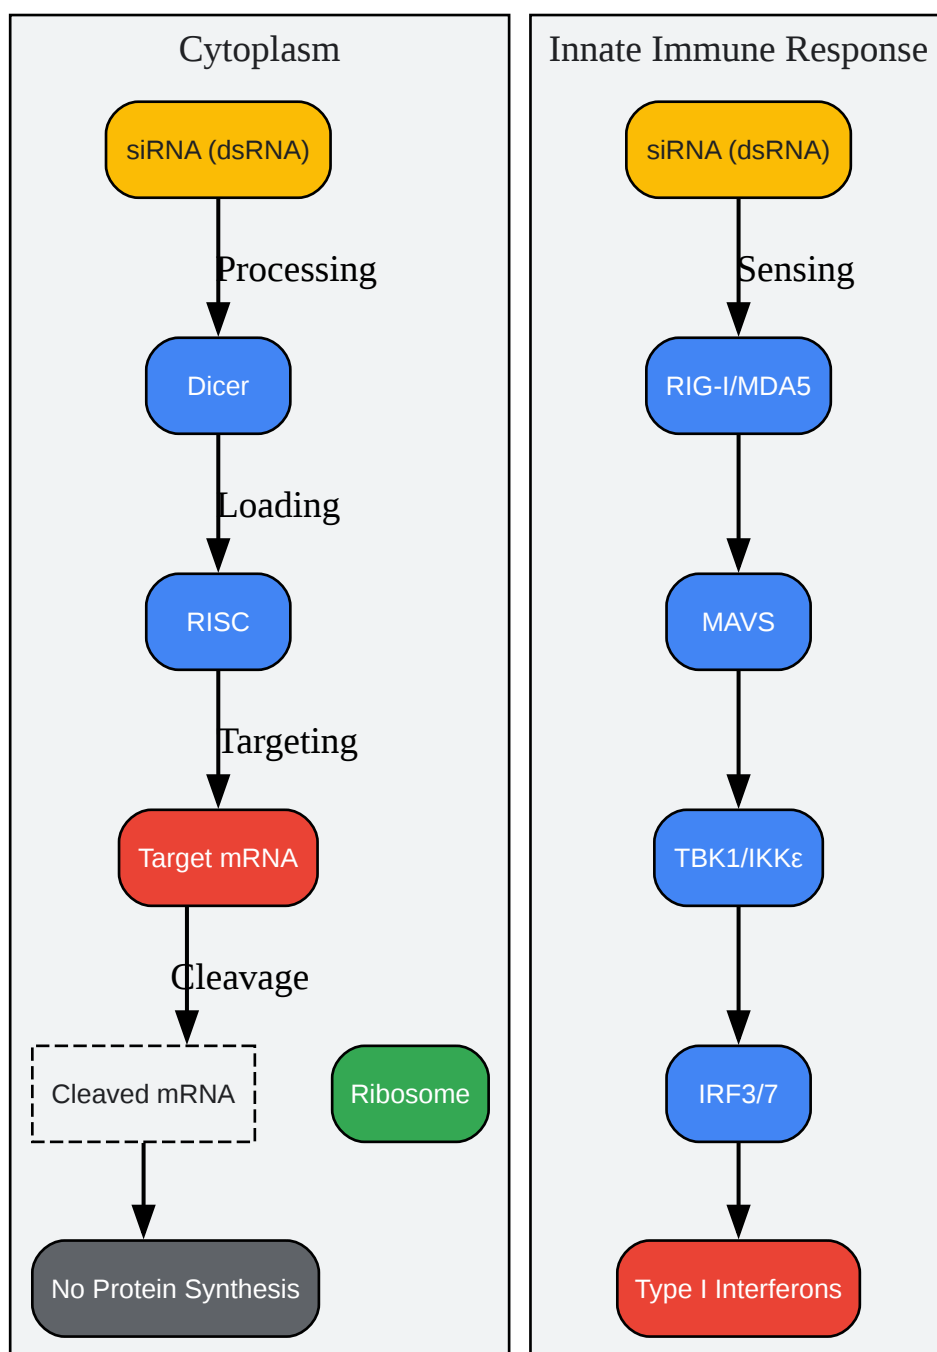 Cytoplasm
siRNA (dsRNA)
Processing
Dicer
Loading
RISC
Targeting
Target mRNA
Cleavage
Cleaved mRNA
Ribosome
No Protein Synthesis
Innate Immune Response
siRNA (dsRNA)
Sensing
RIG-I/MDA5
MAVS
TBK1/IKKε
IRF3/7
Type I Interferons